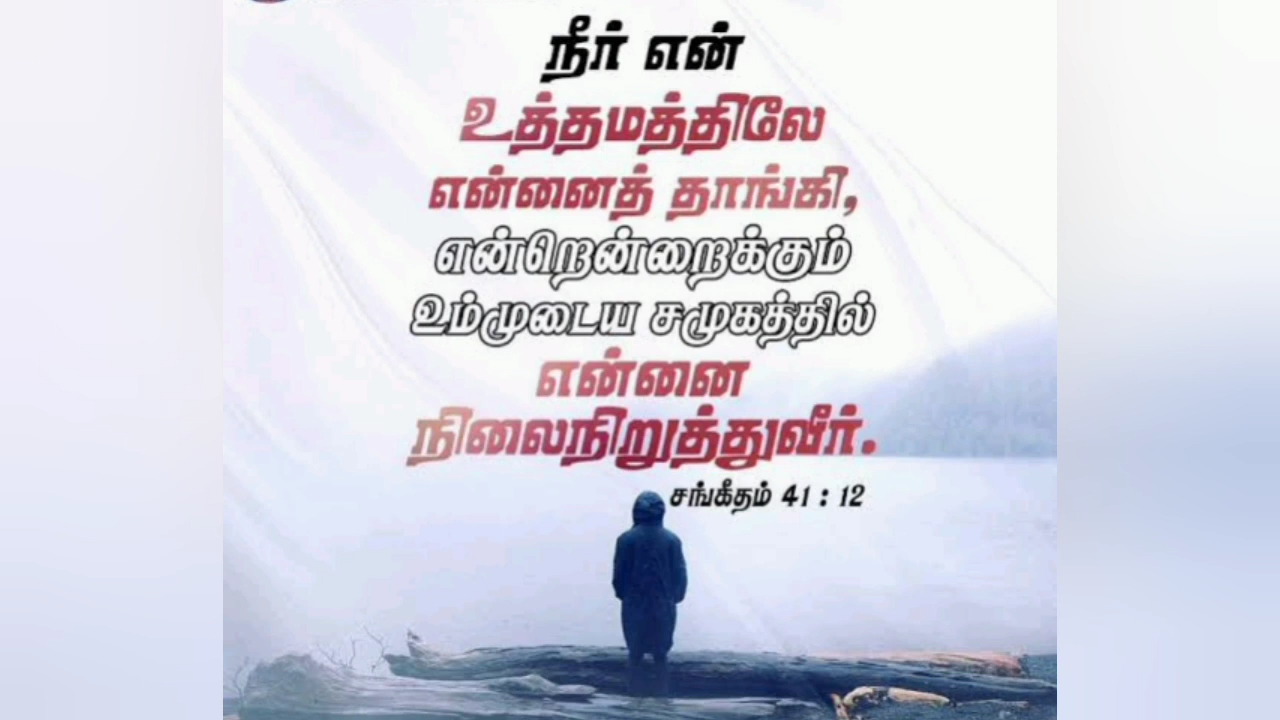 நீர் என்
உத்தமத்திலே
என்னைத் தாங்கி,
என்றென்றைக்கும்
உம்முடைய சமுகத்தில்
என்னை
நிலைநிறுத்துவீர்.
சங்கீதம் 41 : 12